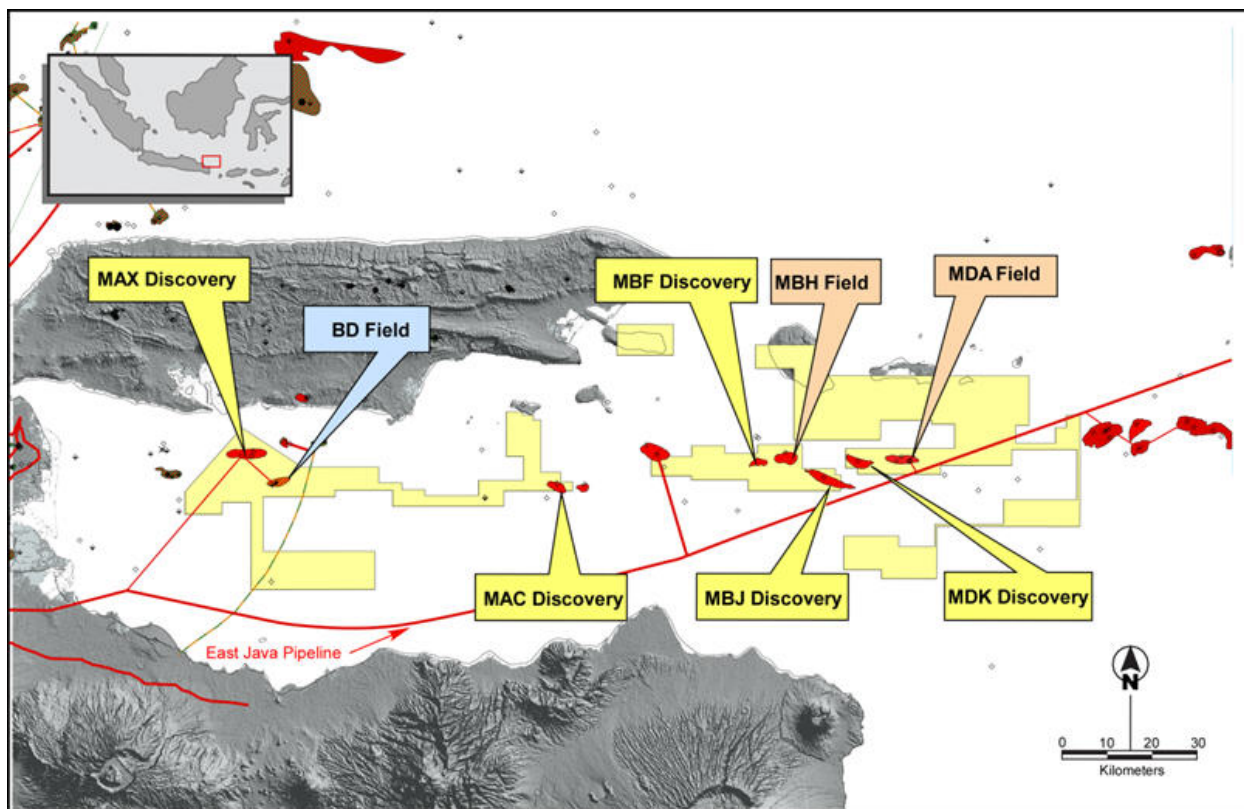 MAX Discovery
BD Field
MBF Discovery
MBH Field
MDA Field
MAC Discovery
MBJ Discovery
MDK Discovery
East Java Pipeline
N
0 10 20 30
Kilometers